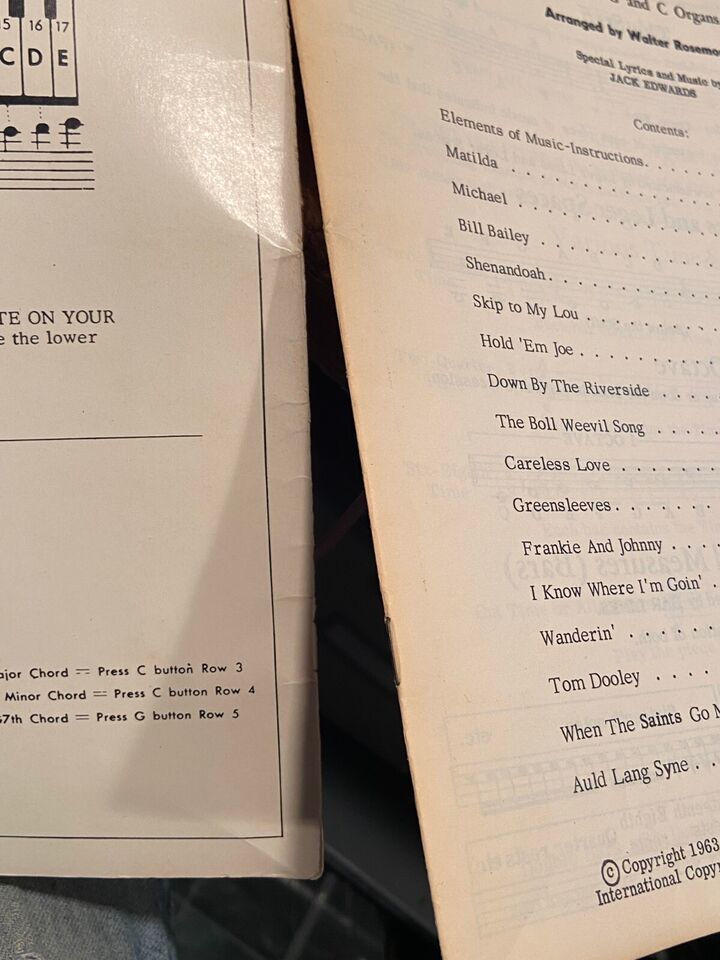 5 16 17
C D E
TE ON YOUR
e the lower
ajor Chord == Press C button Row 3
Minor Chord == Press C button Row 4
7th Chord == Press G button Row 5
and C Organs
Arranged by Walter Rosemo
Special Lyrics and Music by
JACK EDWARDS
Contents:
Elements of Music-Instructions. . . . . .
Matilda . . . . . . . . . .
Michael . . . . . . . . . .
Bill Bailey . . . . . . . . .
Shenandoah. . . . . . . . .
Skip to My Lou . . . . . . .
Hold 'Em Joe . . . . . . . .
Down By The Riverside . . . .
The Boll Weevil Song . . . .
Careless Love . . . . . .
Greensleeves. . . . . . .
Frankie And Johnny . . . .
I Know Where I'm Goin' .
Wanderin' . . . . . .
Tom Dooley . . . .
When The Saints Go M
Auld Lang Syne . .
© Copyright 1963
International Copyr